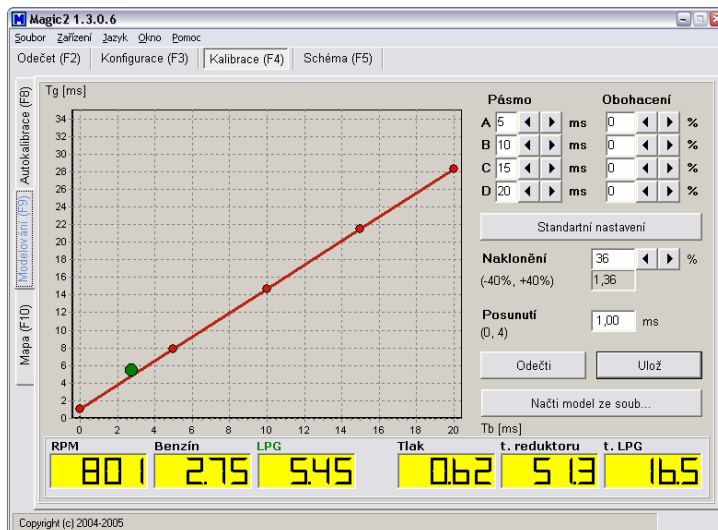 Magic2 1.3.0.6
Soubor Zařízení Jazyk Okno Pomoc
Odečet (F2) Konfigurace (F3) Kalibrace (F4) Schéma (F5)
Autokalibrace (F8)
Modelování (F9)
Mapa (F10)
Tg [ms]
34
32
30
28
26
24
22
20
18
16
14
12
10
8
6
4
2
0
0 2 4 6 8 10 12 14 16 18 20
Tb [ms]
Pásmo Obohacení
A 5 ms 0 %
B 10 ms 0 %
C 15 ms 0 %
D 20 ms 0 %
Standartní nastavení
Naklonění 36 %
(-40%, +40%) 1,36
Posunutí 1,00 ms
(0, 4)
Odečti Ulož
Načti model ze soub...
RPM Benzín LPG Tlak t. reduktoru t. LPG
801 2.75 5.45 0.62 51.3 16.5
Copyright (c) 2004-2005